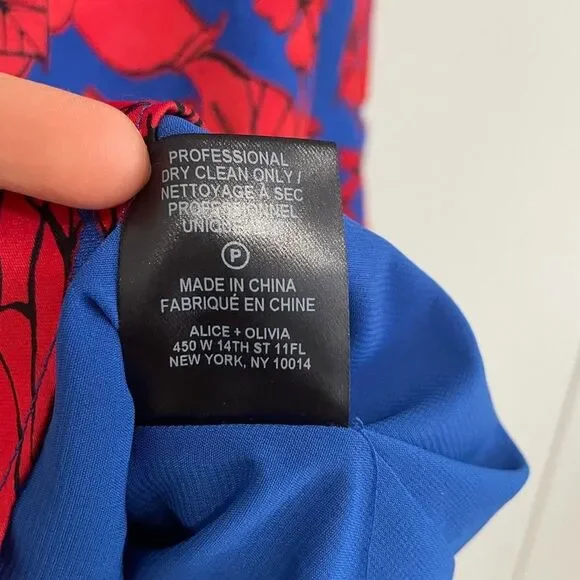 PROFESSIONAL
DRY CLEAN ONLY /
NETTOYAGE À SEC
PROFESSIONNEL
UNIQUEMENT
P
MADE IN CHINA
FABRIQUÉ EN CHINE
ALICE + OLIVIA
450 W 14TH ST 11FL
NEW YORK, NY 10014